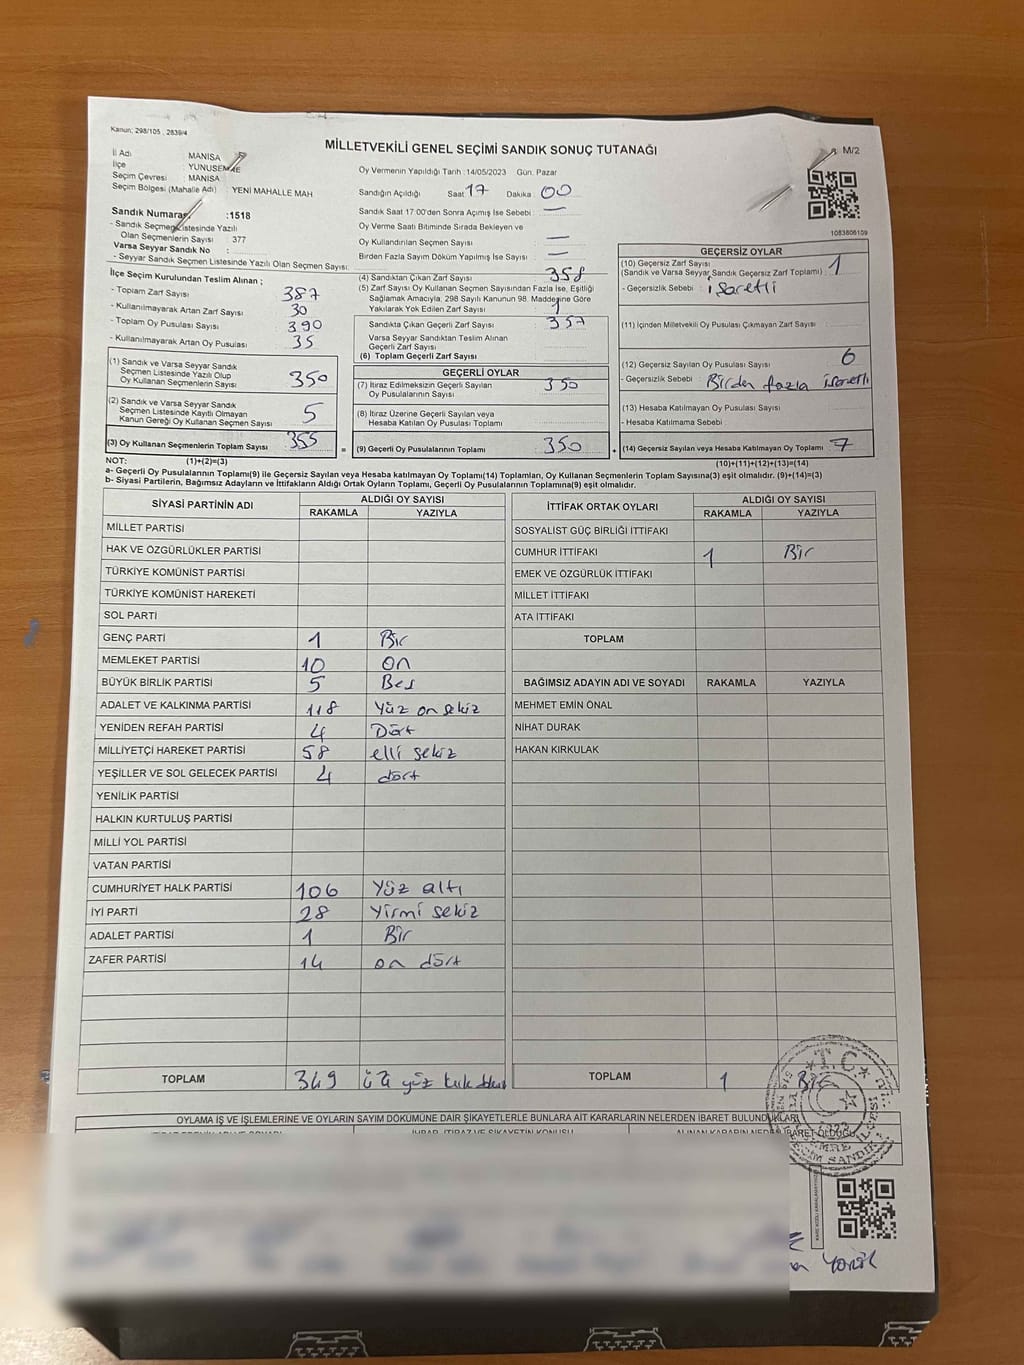 Kanun: 298/105 , 2839/4
MİLLETVEKİLİ GENEL SEÇİMİ SANDIK SONUÇ TUTANAĞI
M/2
İl Adı MANİSA
İlçe YUNUSEMRE
Seçim Çevresi : MANİSA
Seçim Bölgesi (Mahalle Adı) : YENİ MAHALLE MAH
Oy Vermenin Yapıldığı Tarih :14/05/2023 Gün. Pazar
Sandığın Açıldığı Saat 17 Dakika 00
Sandık Numarası :1518
- Sandık Seçmen Listesinde Yazılı
Olan Seçmenlerin Sayısı : 377
Varsa Seyyar Sandık No :
- Seyyar Sandık Seçmen Listesinde Yazılı Olan Seçmen Sayısı:
Sandık Saat 17:00'den Sonra Açımış İse Sebebi : —
Oy Verme Saati Bitiminde Sırada Bekleyen ve
Oy Kullandırılan Seçmen Sayısı —
Birden Fazla Sayım Döküm Yapılmış İse Sayısı : —
1083806109
İlçe Seçim Kurulundan Teslim Alınan ;
- Toplam Zarf Sayısı 387
- Kullanılmayarak Artan Zarf Sayısı 30
- Toplam Oy Pusulası Sayısı 390
- Kullanılmayarak Artan Oy Pusulası 35
(1) Sandık ve Varsa Seyyar Sandık
Seçmen Listesinde Yazılı Olup
Oy Kullanan Seçmenlerin Sayısı 350
(2) Sandık ve Varsa Seyyar Sandık
Seçmen Listesinde Kayıtlı Olmayan
Kanun Gereği Oy Kullanan Seçmen Sayısı 5
(3) Oy Kullanan Seçmenlerin Toplam Sayısı 355
(4) Sandıktan Çıkan Zarf Sayısı 358
(5) Zarf Sayısı Oy Kullanan Seçmen Sayısından Fazla İse, Eşitliği
Sağlamak Amacıyla, 298 Sayılı Kanunun 98. Maddesine Göre
Yakılarak Yok Edilen Zarf Sayısı 1
Sandıkta Çıkan Geçerli Zarf Sayısı 357
Varsa Seyyar Sandıktan Teslim Alınan
Geçerli Zarf Sayısı
(6) Toplam Geçerli Zarf Sayısı
GEÇERLİ OYLAR
(7) İtiraz Edilmeksizin Geçerli Sayılan
Oy Pusulalarının Sayısı 350
(8) İtiraz Üzerine Geçerli Sayılan veya
Hesaba Katılan Oy Pusulası Toplamı
= (9) Geçerli Oy Pusulalarının Toplamı 350 +
GEÇERSİZ OYLAR
(10) Geçersiz Zarf Sayısı
(Sandık ve Varsa Seyyar Sandık Geçersiz Zarf Toplamı) : 1
- Geçersizlik Sebebi : işaretli
(11) İçinden Milletvekili Oy Pusulası Çıkmayan Zarf Sayısı :
(12) Geçersiz Sayılan Oy Pusulası Sayısı 6
- Geçersizlik Sebebi Birden fazla işaretli
(13) Hesaba Katılmayan Oy Pusulası Sayısı
- Hesaba Katılmama Sebebi
(14) Geçersiz Sayılan veya Hesaba Katılmayan Oy Toplamı 7
NOT: (1)+(2)=(3)
(10)+(11)+(12)+(13)=(14)
a- Geçerli Oy Pusulalarının Toplamı(9) ile Geçersiz Sayılan veya Hesaba katılmayan Oy Toplamı(14) Toplamları, Oy Kullanan Seçmenlerin Toplam Sayısına(3) eşit olmalıdır. (9)+(14)=(3)
b- Siyasi Partilerin, Bağımsız Adayların ve İttifakların Aldığı Ortak Oyların Toplamı, Geçerli Oy Pusulalarının Toplamına(9) eşit olmalıdır.
SİYASİ PARTİNİN ADI ALDIĞI OY SAYISI
RAKAMLA YAZIYLA
MİLLET PARTİSİ
HAK VE ÖZGÜRLÜKLER PARTİSİ
TÜRKİYE KOMÜNİST PARTİSİ
TÜRKİYE KOMÜNİST HAREKETİ
SOL PARTİ
GENÇ PARTİ 1 Bir
MEMLEKET PARTİSİ 10 on
BÜYÜK BİRLİK PARTİSİ 5 Beş
ADALET VE KALKINMA PARTİSİ 118 Yüz on sekiz
YENİDEN REFAH PARTİSİ 4 Dört
MİLLİYETÇİ HAREKET PARTİSİ 58 elli sekiz
YEŞİLLER VE SOL GELECEK PARTİSİ 4 dört
YENİLİK PARTİSİ
HALKIN KURTULUŞ PARTİSİ
MİLLİ YOL PARTİSİ
VATAN PARTİSİ
CUMHURİYET HALK PARTİSİ 106 Yüz altı
İYİ PARTİ 28 Yirmi sekiz
ADALET PARTİSİ 1 Bir
ZAFER PARTİSİ 14 on dört
TOPLAM 349 üç yüz
İTTİFAK ORTAK OYLARI ALDIĞI OY SAYISI
RAKAMLA YAZIYLA
SOSYALİST GÜÇ BİRLİĞİ İTTİFAKI
CUMHUR İTTİFAKI 1 Bir
EMEK VE ÖZGÜRLÜK İTTİFAKI
MİLLET İTTİFAKI
ATA İTTİFAKI
TOPLAM
BAĞIMSIZ ADAYIN ADI VE SOYADI RAKAMLA YAZIYLA
MEHMET EMİN ÖNAL
NİHAT DURAK
HAKAN KIRKULAK
TOPLAM 1 Bir
T.C.
OYLAMA İŞ VE İŞLEMLERİNE VE OYLARIN SAYIM DÖKÜMÜNE DAİR ŞİKAYETLERLE BUNLARA AİT KARARLARIN NELERDEN İBARET BULUNDUKLARI